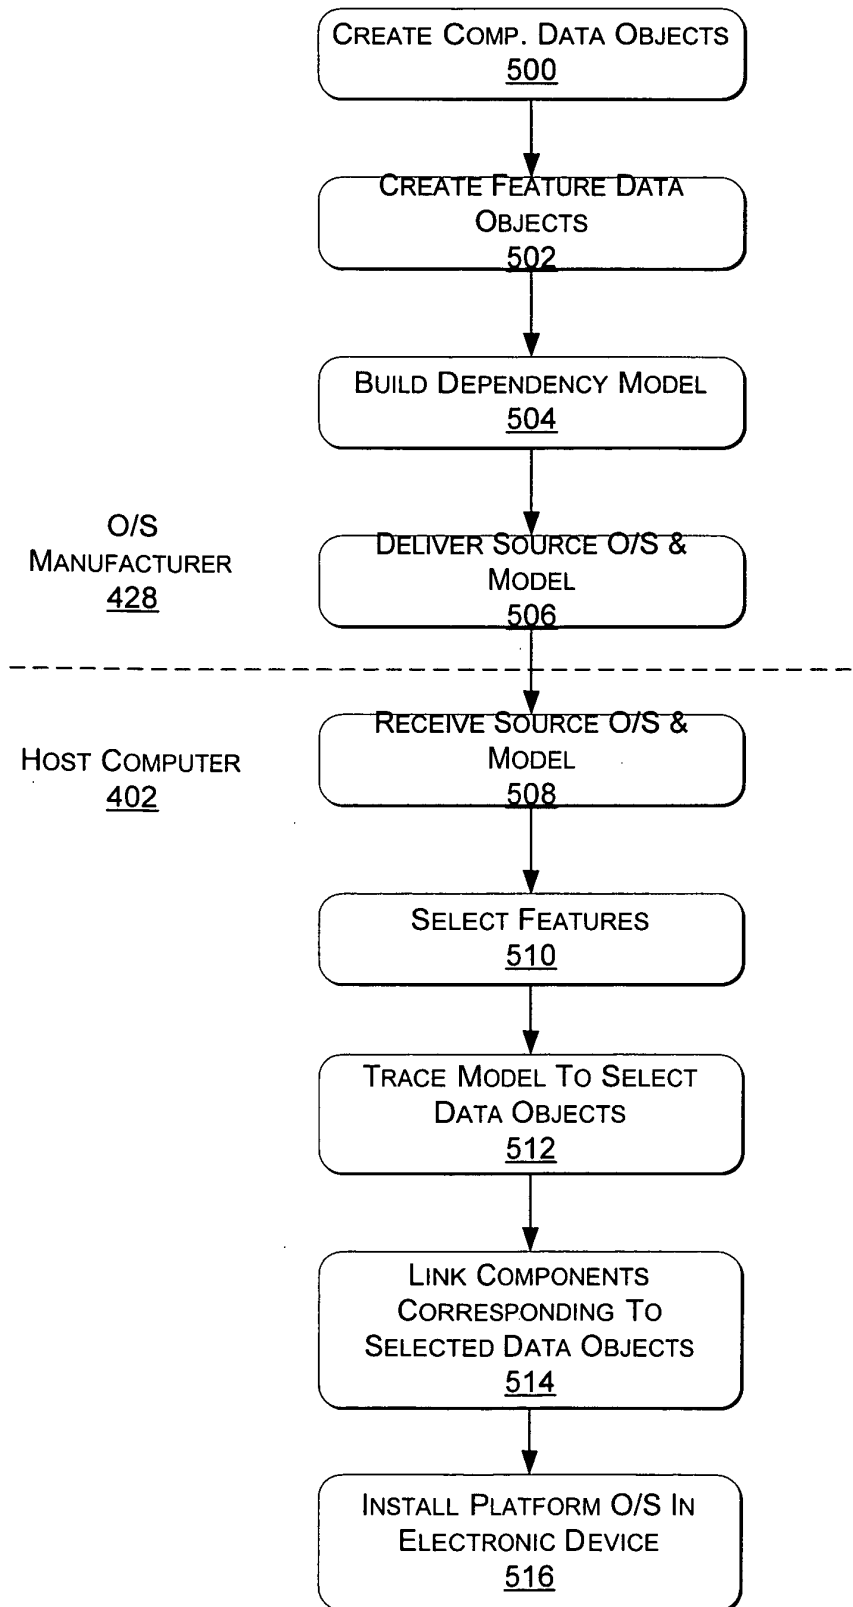 CREATE COMP. DATA OBJECTS
500
CREATE FEATURE DATA
OBJECTS
502
BUILD DEPENDENCY MODEL
504
O/S
MANUFACTURER
428
DELIVER SOURCE O/S &
MODEL
506
HOST COMPUTER
402
RECEIVE SOURCE O/S &
MODEL
508
SELECT FEATURES
510
TRACE MODEL TO SELECT
DATA OBJECTS
512
LINK COMPONENTS
CORRESPONDING TO
SELECTED DATA OBJECTS
514
INSTALL PLATFORM O/S IN
ELECTRONIC DEVICE
516